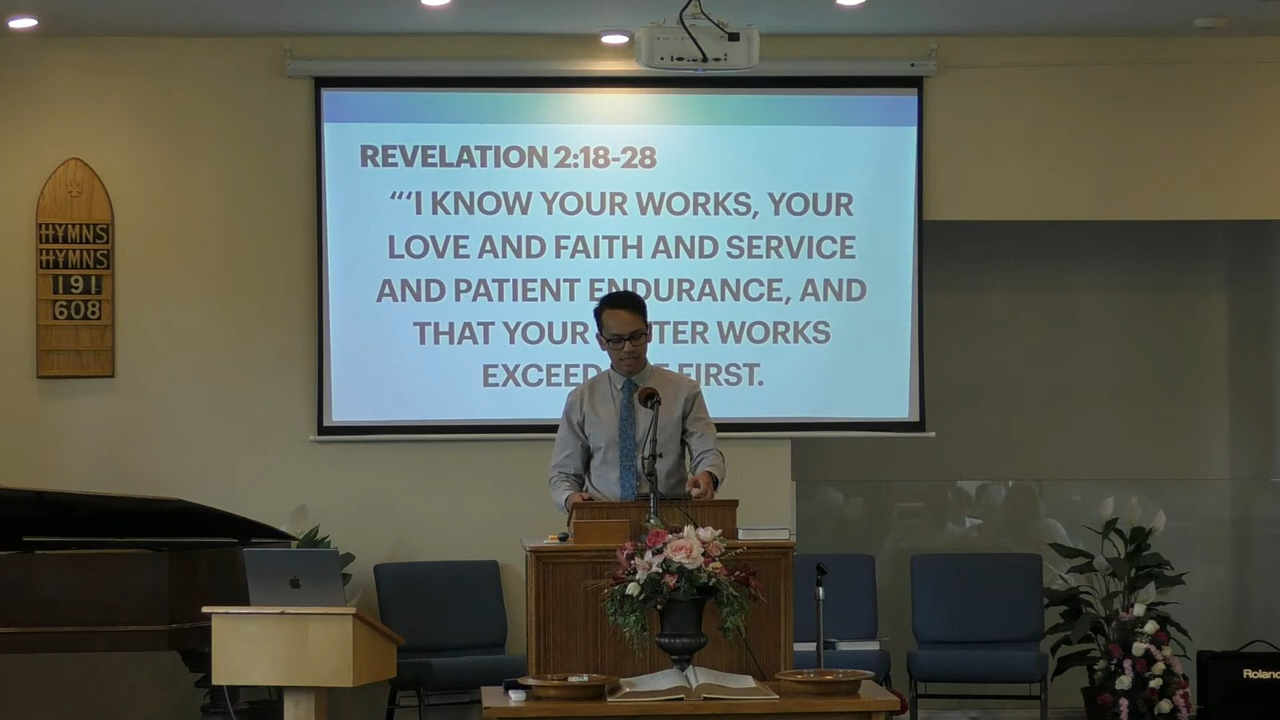 REVELATION 2:18-28
“‘I KNOW YOUR WORKS, YOUR
LOVE AND FAITH AND SERVICE
AND PATIENT ENDURANCE, AND
THAT YOUR WORKS
EXCEED FIRST.
HYMNS
HYMNS
191
608
Roland